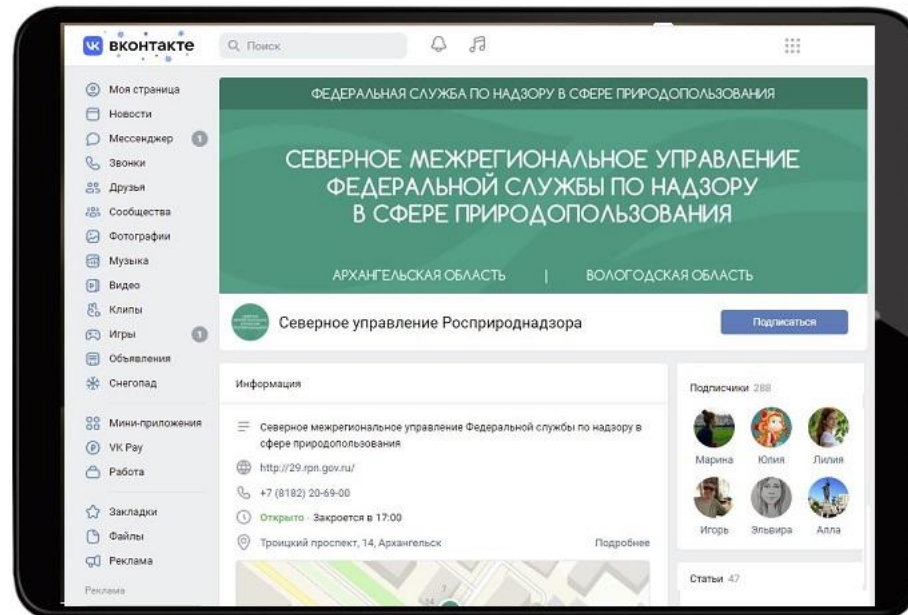 вконтакте
Поиск
Моя страница
Новости
Мессенджер 1
Звонки
Друзья
Сообщества
Фотографии
Музыка
Видео
Клипы
Игры 1
Объявления
Снегопад
Мини-приложения
VK Pay
Работа
Закладки
Файлы
Реклама
Реклама
ФЕДЕРАЛЬНАЯ СЛУЖБА ПО НАДЗОРУ В СФЕРЕ ПРИРОДОПОЛЬЗОВАНИЯ
СЕВЕРНОЕ МЕЖРЕГИОНАЛЬНОЕ УПРАВЛЕНИЕ
ФЕДЕРАЛЬНОЙ СЛУЖБЫ ПО НАДЗОРУ
В СФЕРЕ ПРИРОДОПОЛЬЗОВАНИЯ
АРХАНГЕЛЬСКАЯ ОБЛАСТЬ | ВОЛОГОДСКАЯ ОБЛАСТЬ
Северное управление Росприроднадзора
Подписаться
Информация
Северное межрегиональное управление Федеральной службы по надзору в
сфере природопользования
http://29.rpn.gov.ru/
+7 (8182) 20-69-00
Открыто · Закроется в 17:00
Троицкий проспект, 14, Архангельск
Подробнее
7
14
Подписчики 288
Марина Юлия Лилия
Игорь Эльвира Алла
Статьи 47